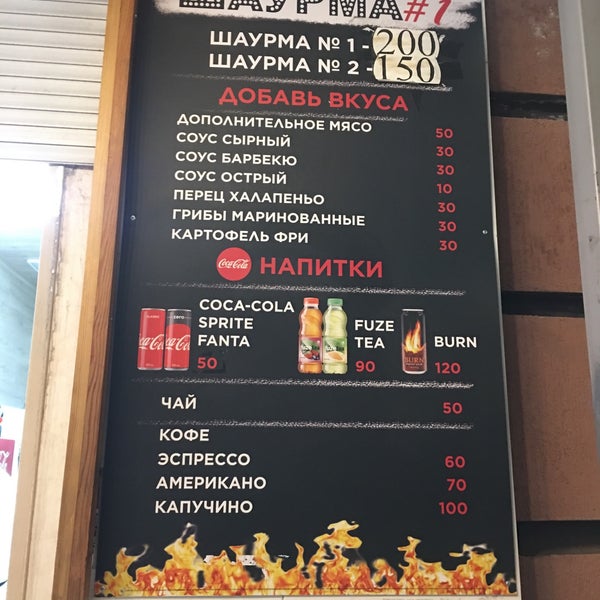 ШАУРМА #1
ШАУРМА № 1 - 200
ШАУРМА № 2 - 150
ДОБАВЬ ВКУСА
ДОПОЛНИТЕЛЬНОЕ МЯСО 50
СОУС СЫРНЫЙ 30
СОУС БАРБЕКЮ 30
СОУС ОСТРЫЙ 10
ПЕРЕЦ ХАЛАПЕНЬО 30
ГРИБЫ МАРИНОВАННЫЕ 30
КАРТОФЕЛЬ ФРИ 30
Coca-Cola НАПИТКИ
COCA-COLA
SPRITE
FANTA
50
FUZE
TEA
90
BURN
120
ЧАЙ 50
КОФЕ
ЭСПРЕССО 60
АМЕРИКАНО 70
КАПУЧИНО 100